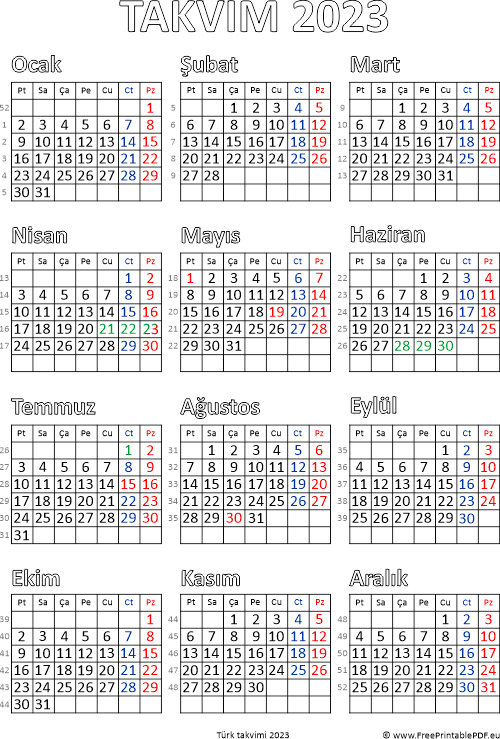 TAKVIM 2023
Ocak
Pt Sa Ça Pe Cu Ct Pz
52 1
1 2 3 4 5 6 7 8
2 9 10 11 12 13 14 15
3 16 17 18 19 20 21 22
4 23 24 25 26 27 28 29
5 30 31
Şubat
Pt Sa Ça Pe Cu Ct Pz
5 1 2 3 4 5
6 6 7 8 9 10 11 12
7 13 14 15 16 17 18 19
8 20 21 22 23 24 25 26
9 27 28
Mart
Pt Sa Ça Pe Cu Ct Pz
9 1 2 3 4 5
10 6 7 8 9 10 11 12
11 13 14 15 16 17 18 19
12 20 21 22 23 24 25 26
13 27 28 29 30 31
Nisan
Pt Sa Ça Pe Cu Ct Pz
13 1 2
14 3 4 5 6 7 8 9
15 10 11 12 13 14 15 16
16 17 18 19 20 21 22 23
17 24 25 26 27 28 29 30
Mayıs
Pt Sa Ça Pe Cu Ct Pz
18 1 2 3 4 5 6 7
19 8 9 10 11 12 13 14
20 15 16 17 18 19 20 21
21 22 23 24 25 26 27 28
22 29 30 31
Haziran
Pt Sa Ça Pe Cu Ct Pz
22 1 2 3 4
23 5 6 7 8 9 10 11
24 12 13 14 15 16 17 18
25 19 20 21 22 23 24 25
26 26 27 28 29 30
Temmuz
Pt Sa Ça Pe Cu Ct Pz
26 1 2
27 3 4 5 6 7 8 9
28 10 11 12 13 14 15 16
29 17 18 19 20 21 22 23
30 24 25 26 27 28 29 30
31 31
Ağustos
Pt Sa Ça Pe Cu Ct Pz
31 1 2 3 4 5 6
32 7 8 9 10 11 12 13
33 14 15 16 17 18 19 20
34 21 22 23 24 25 26 27
35 28 29 30 31
Eylül
Pt Sa Ça Pe Cu Ct Pz
35 1 2 3
36 4 5 6 7 8 9 10
37 11 12 13 14 15 16 17
38 18 19 20 21 22 23 24
39 25 26 27 28 29 30
Ekim
Pt Sa Ça Pe Cu Ct Pz
39 1
40 2 3 4 5 6 7 8
41 9 10 11 12 13 14 15
42 16 17 18 19 20 21 22
43 23 24 25 26 27 28 29
44 30 31
Kasım
Pt Sa Ça Pe Cu Ct Pz
44 1 2 3 4 5
45 6 7 8 9 10 11 12
46 13 14 15 16 17 18 19
47 20 21 22 23 24 25 26
48 27 28 29 30
Aralık
Pt Sa Ça Pe Cu Ct Pz
48 1 2 3
49 4 5 6 7 8 9 10
50 11 12 13 14 15 16 17
51 18 19 20 21 22 23 24
52 25 26 27 28 29 30 31
Türk takvimi 2023
© www.FreePrintablePDF.eu